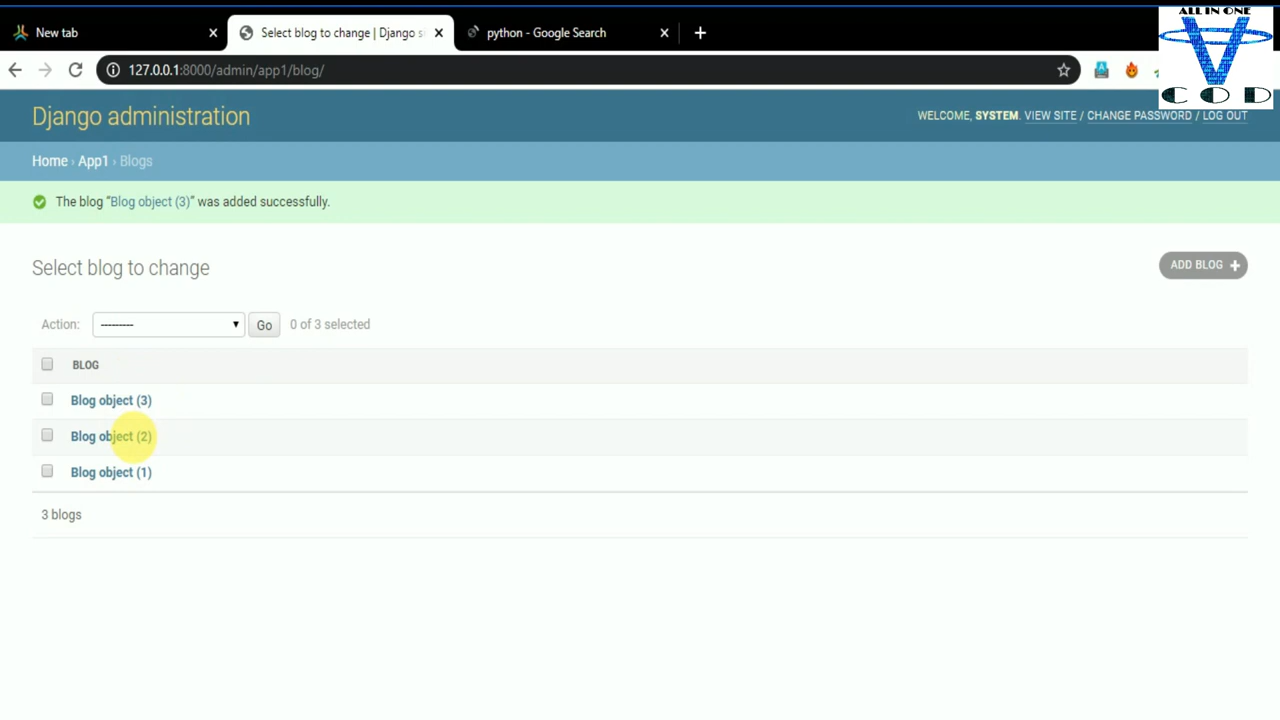 ALL IN ONE
COD
New tab
Select blog to change | Django si
python - Google Search
127.0.0.1:8000/admin/app1/blog/
Django administration
WELCOME, SYSTEM. VIEW SITE / CHANGE PASSWORD / LOG OUT
Home › App1 › Blogs
The blog “Blog object (3)” was added successfully.
Select blog to change
ADD BLOG +
Action: --------- Go 0 of 3 selected
BLOG
Blog object (3)
Blog object (2)
Blog object (1)
3 blogs